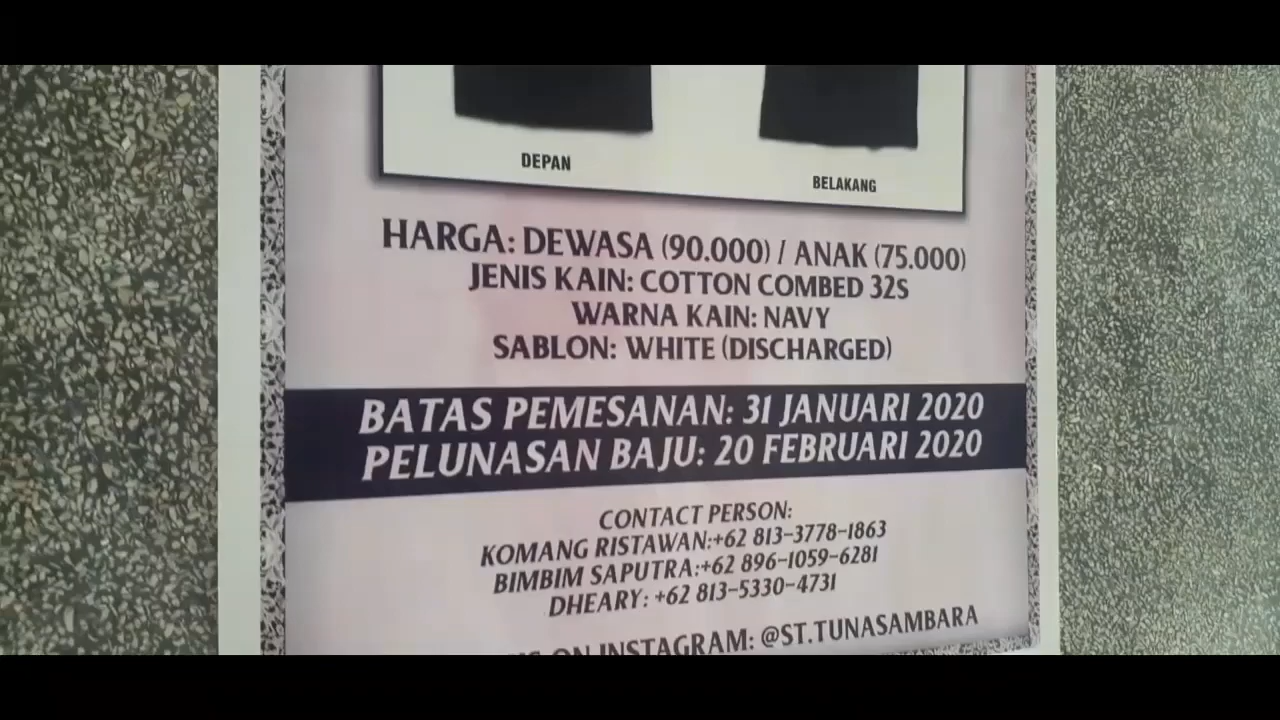 DEPAN
BELAKANG
HARGA: DEWASA (90.000) / ANAK (75.000)
JENIS KAIN: COTTON COMBED 32S
WARNA KAIN: NAVY
SABLON: WHITE (DISCHARGED)
BATAS PEMESANAN: 31 JANUARI 2020
PELUNASAN BAJU: 20 FEBRUARI 2020
CONTACT PERSON:
KOMANG RISTAWAN:+62 813-3778-1863
BIMBIM SAPUTRA:+62 896-1059-6281
DHEARY: +62 813-5330-4731
ON INSTAGRAM: @ST.TUNASAMBARA